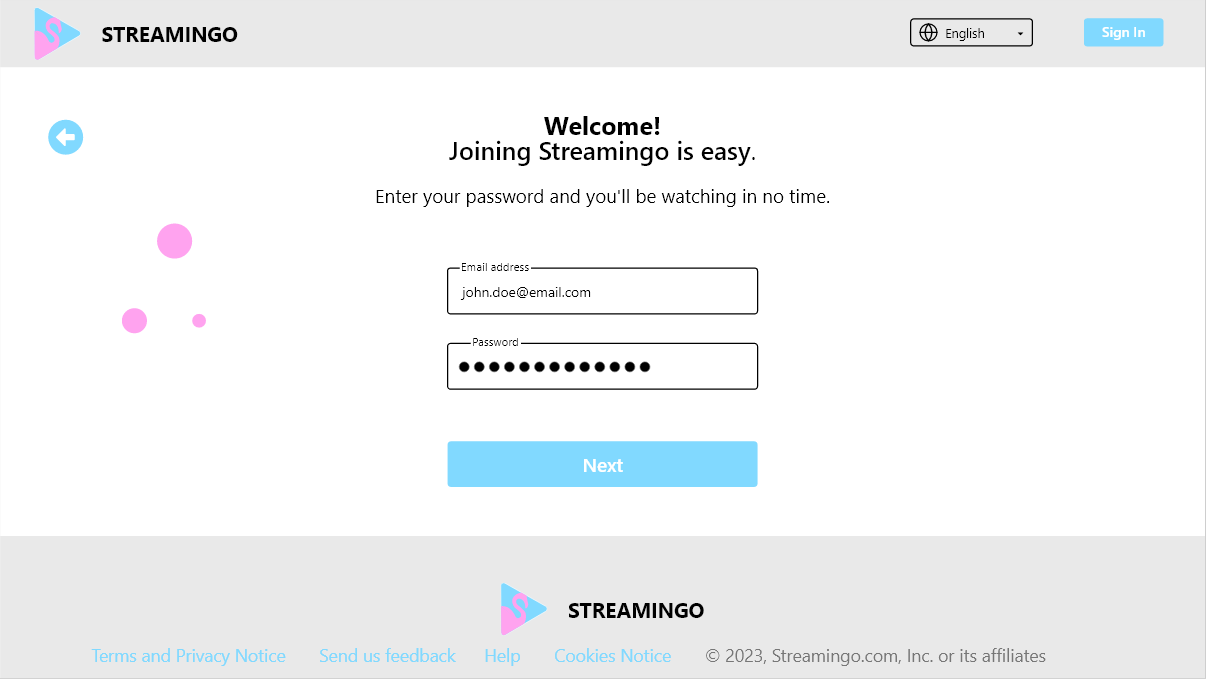 STREAMINGO
English
Sign In
Welcome!
Joining Streamingo is easy.
Enter your password and you'll be watching in no time.
Email address
john.doe@email.com
Password
Next
STREAMINGO
Terms and Privacy Notice Send us feedback Help Cookies Notice © 2023, Streamingo.com, Inc. or its affiliates